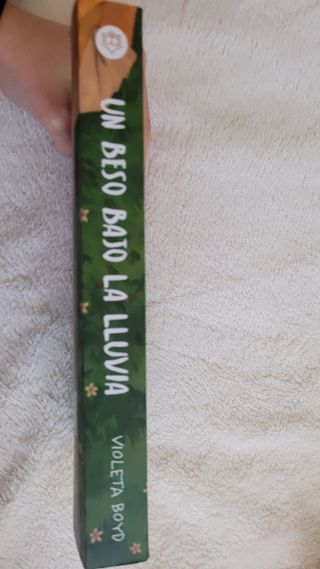 UN BESO BAJO LA LLUVIA
VIOLETA BOYD